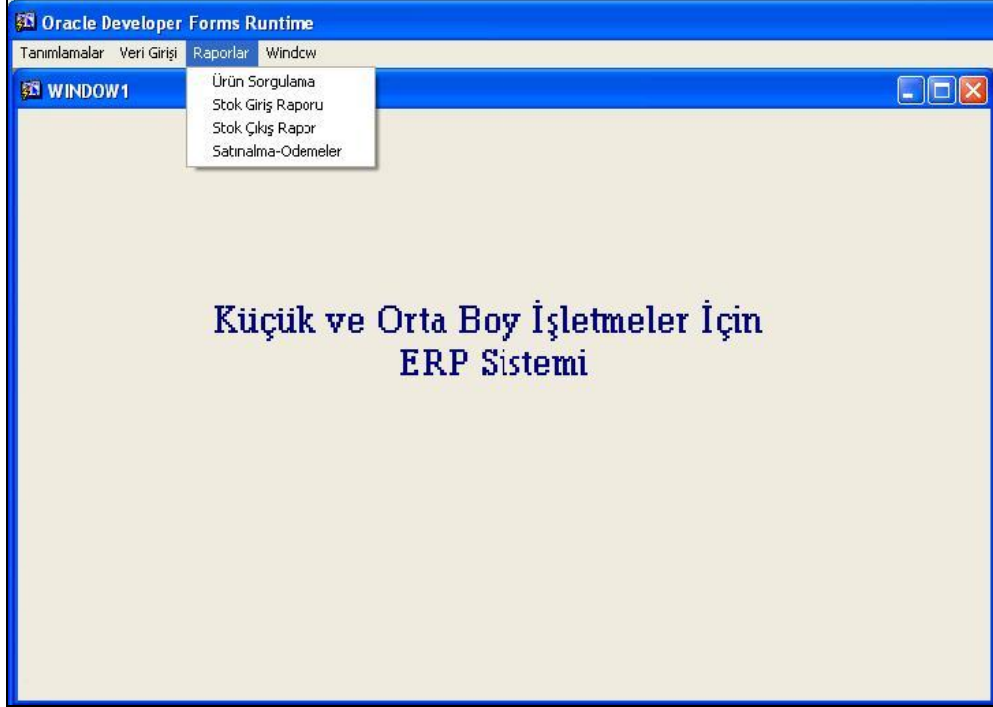 Oracle Developer Forms Runtime
Tanımlamalar Veri Girişi Raporlar Window
WINDOW1
Ürün Sorgulama
Stok Giriş Raporu
Stok Çıkış Rapor
Satınalma-Odemeler
Küçük ve Orta Boy İşletmeler İçin
ERP Sistemi